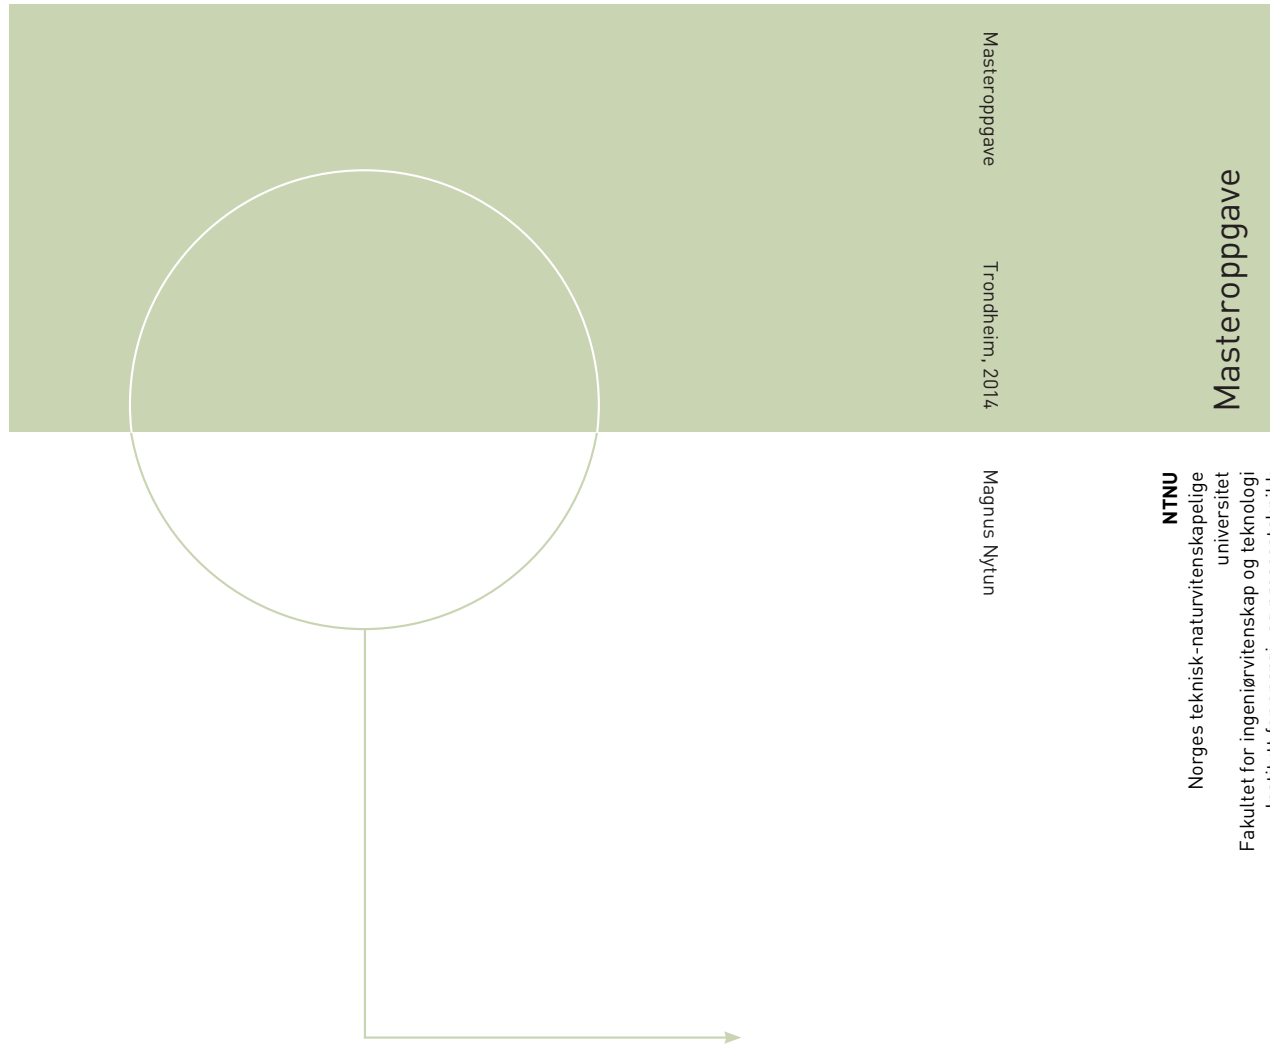 Masteroppgave
Trondheim, 2014
Magnus Nytun
Masteroppgave
NTNU
Norges teknisk-naturvitenskapelige
universitet
Fakultet for ingeniørvitenskap og teknologi